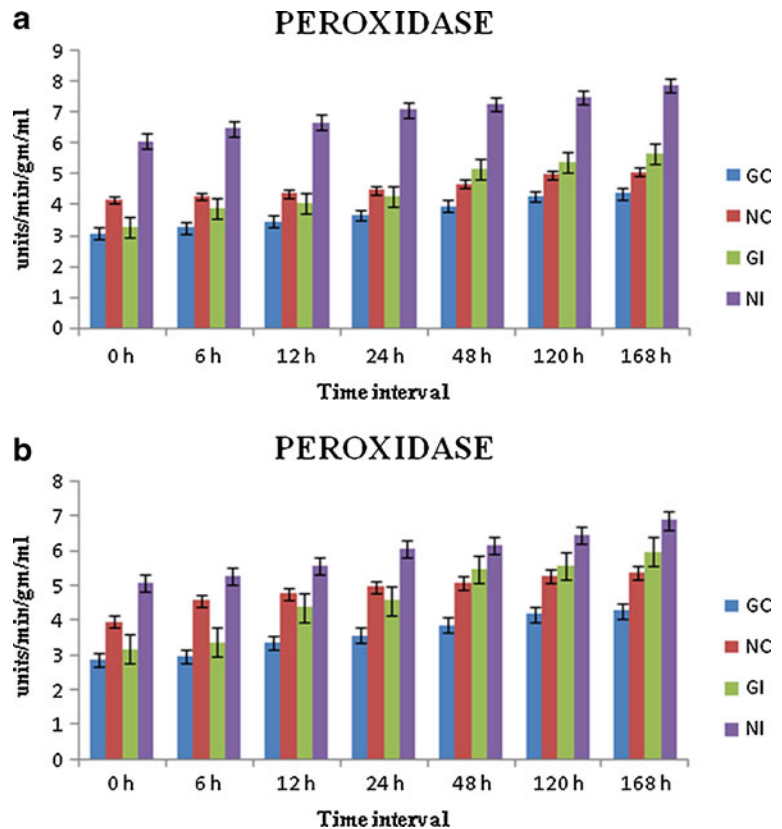 a
PEROXIDASE
units/min/gm/ml
9
8
7
6
5
4
3
2
1
0
0 h 6 h 12 h 24 h 48 h 120 h 168 h
Time interval
GC
NC
GI
NI
b
PEROXIDASE
units/min/gm/ml
8
7
6
5
4
3
2
1
0
0 h 6 h 12 h 24 h 48 h 120 h 168 h
Time interval
GC
NC
GI
NI